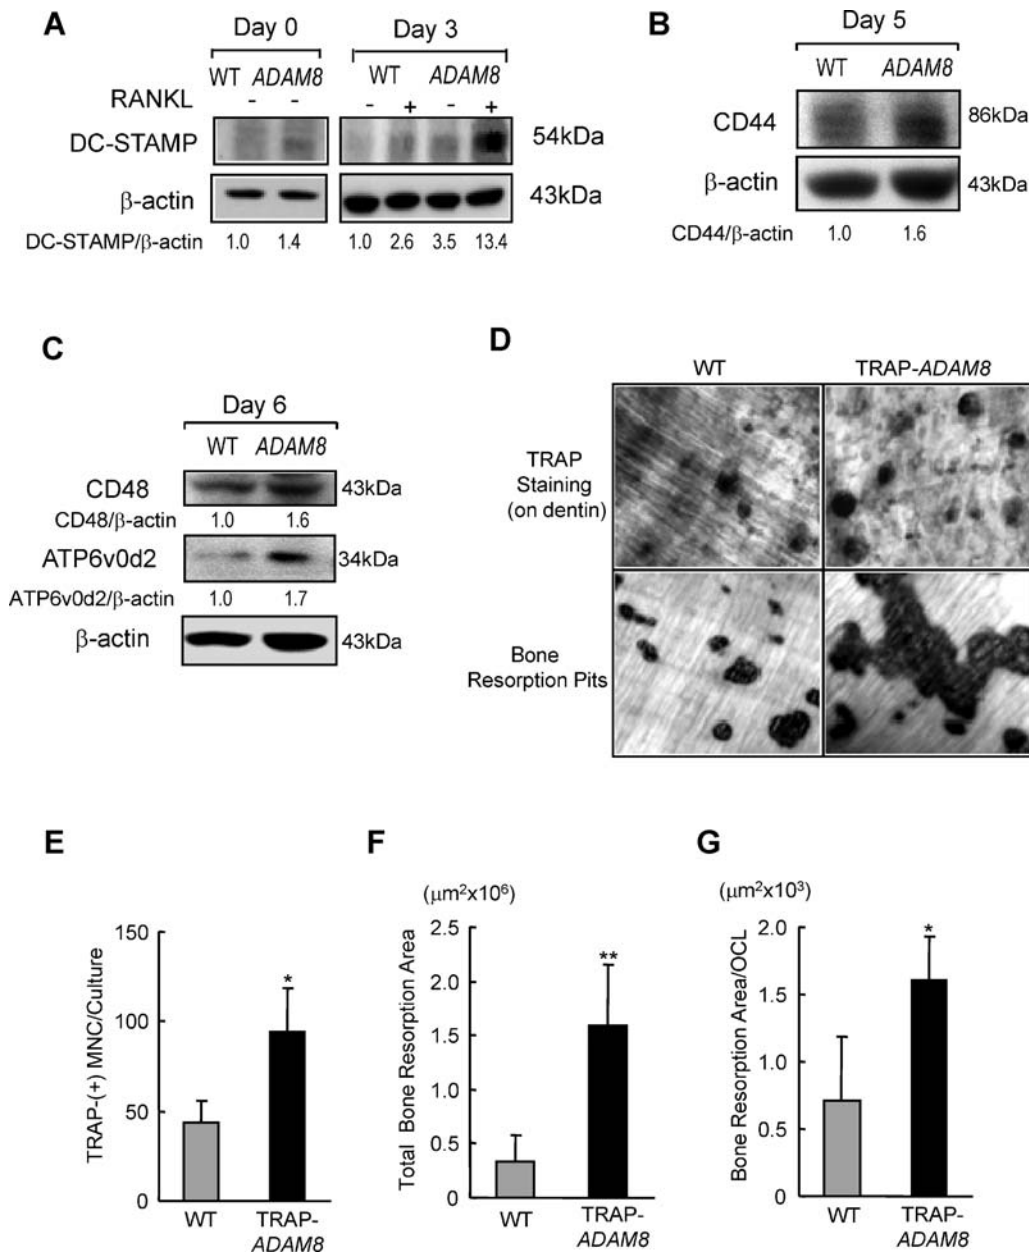 A
Day 0
Day 3
WT ADAM8
WT ADAM8
RANKL - - - + - +
DC-STAMP 54kDa
β-actin 43kDa
DC-STAMP/β-actin 1.0 1.4 1.0 2.6 3.5 13.4
B
Day 5
WT ADAM8
CD44 86kDa
β-actin 43kDa
CD44/β-actin 1.0 1.6
C
Day 6
WT ADAM8
CD48 43kDa
CD48/β-actin 1.0 1.6
ATP6v0d2 34kDa
ATP6v0d2/β-actin 1.0 1.7
β-actin 43kDa
D
WT TRAP-ADAM8
TRAP
Staining
(on dentin)
Bone
Resorption Pits
E
TRAP-(+) MNC/Culture
150
100
50
0
*
WT TRAP-
ADAM8
F
(μm²x10⁶)
Total Bone Resorption Area
2.5
2.0
1.5
1.0
0.5
0
**
WT TRAP-
ADAM8
G
(μm²x10³)
Bone Resorption Area/OCL
2.0
1.5
1.0
0.5
0
*
WT TRAP-
ADAM8